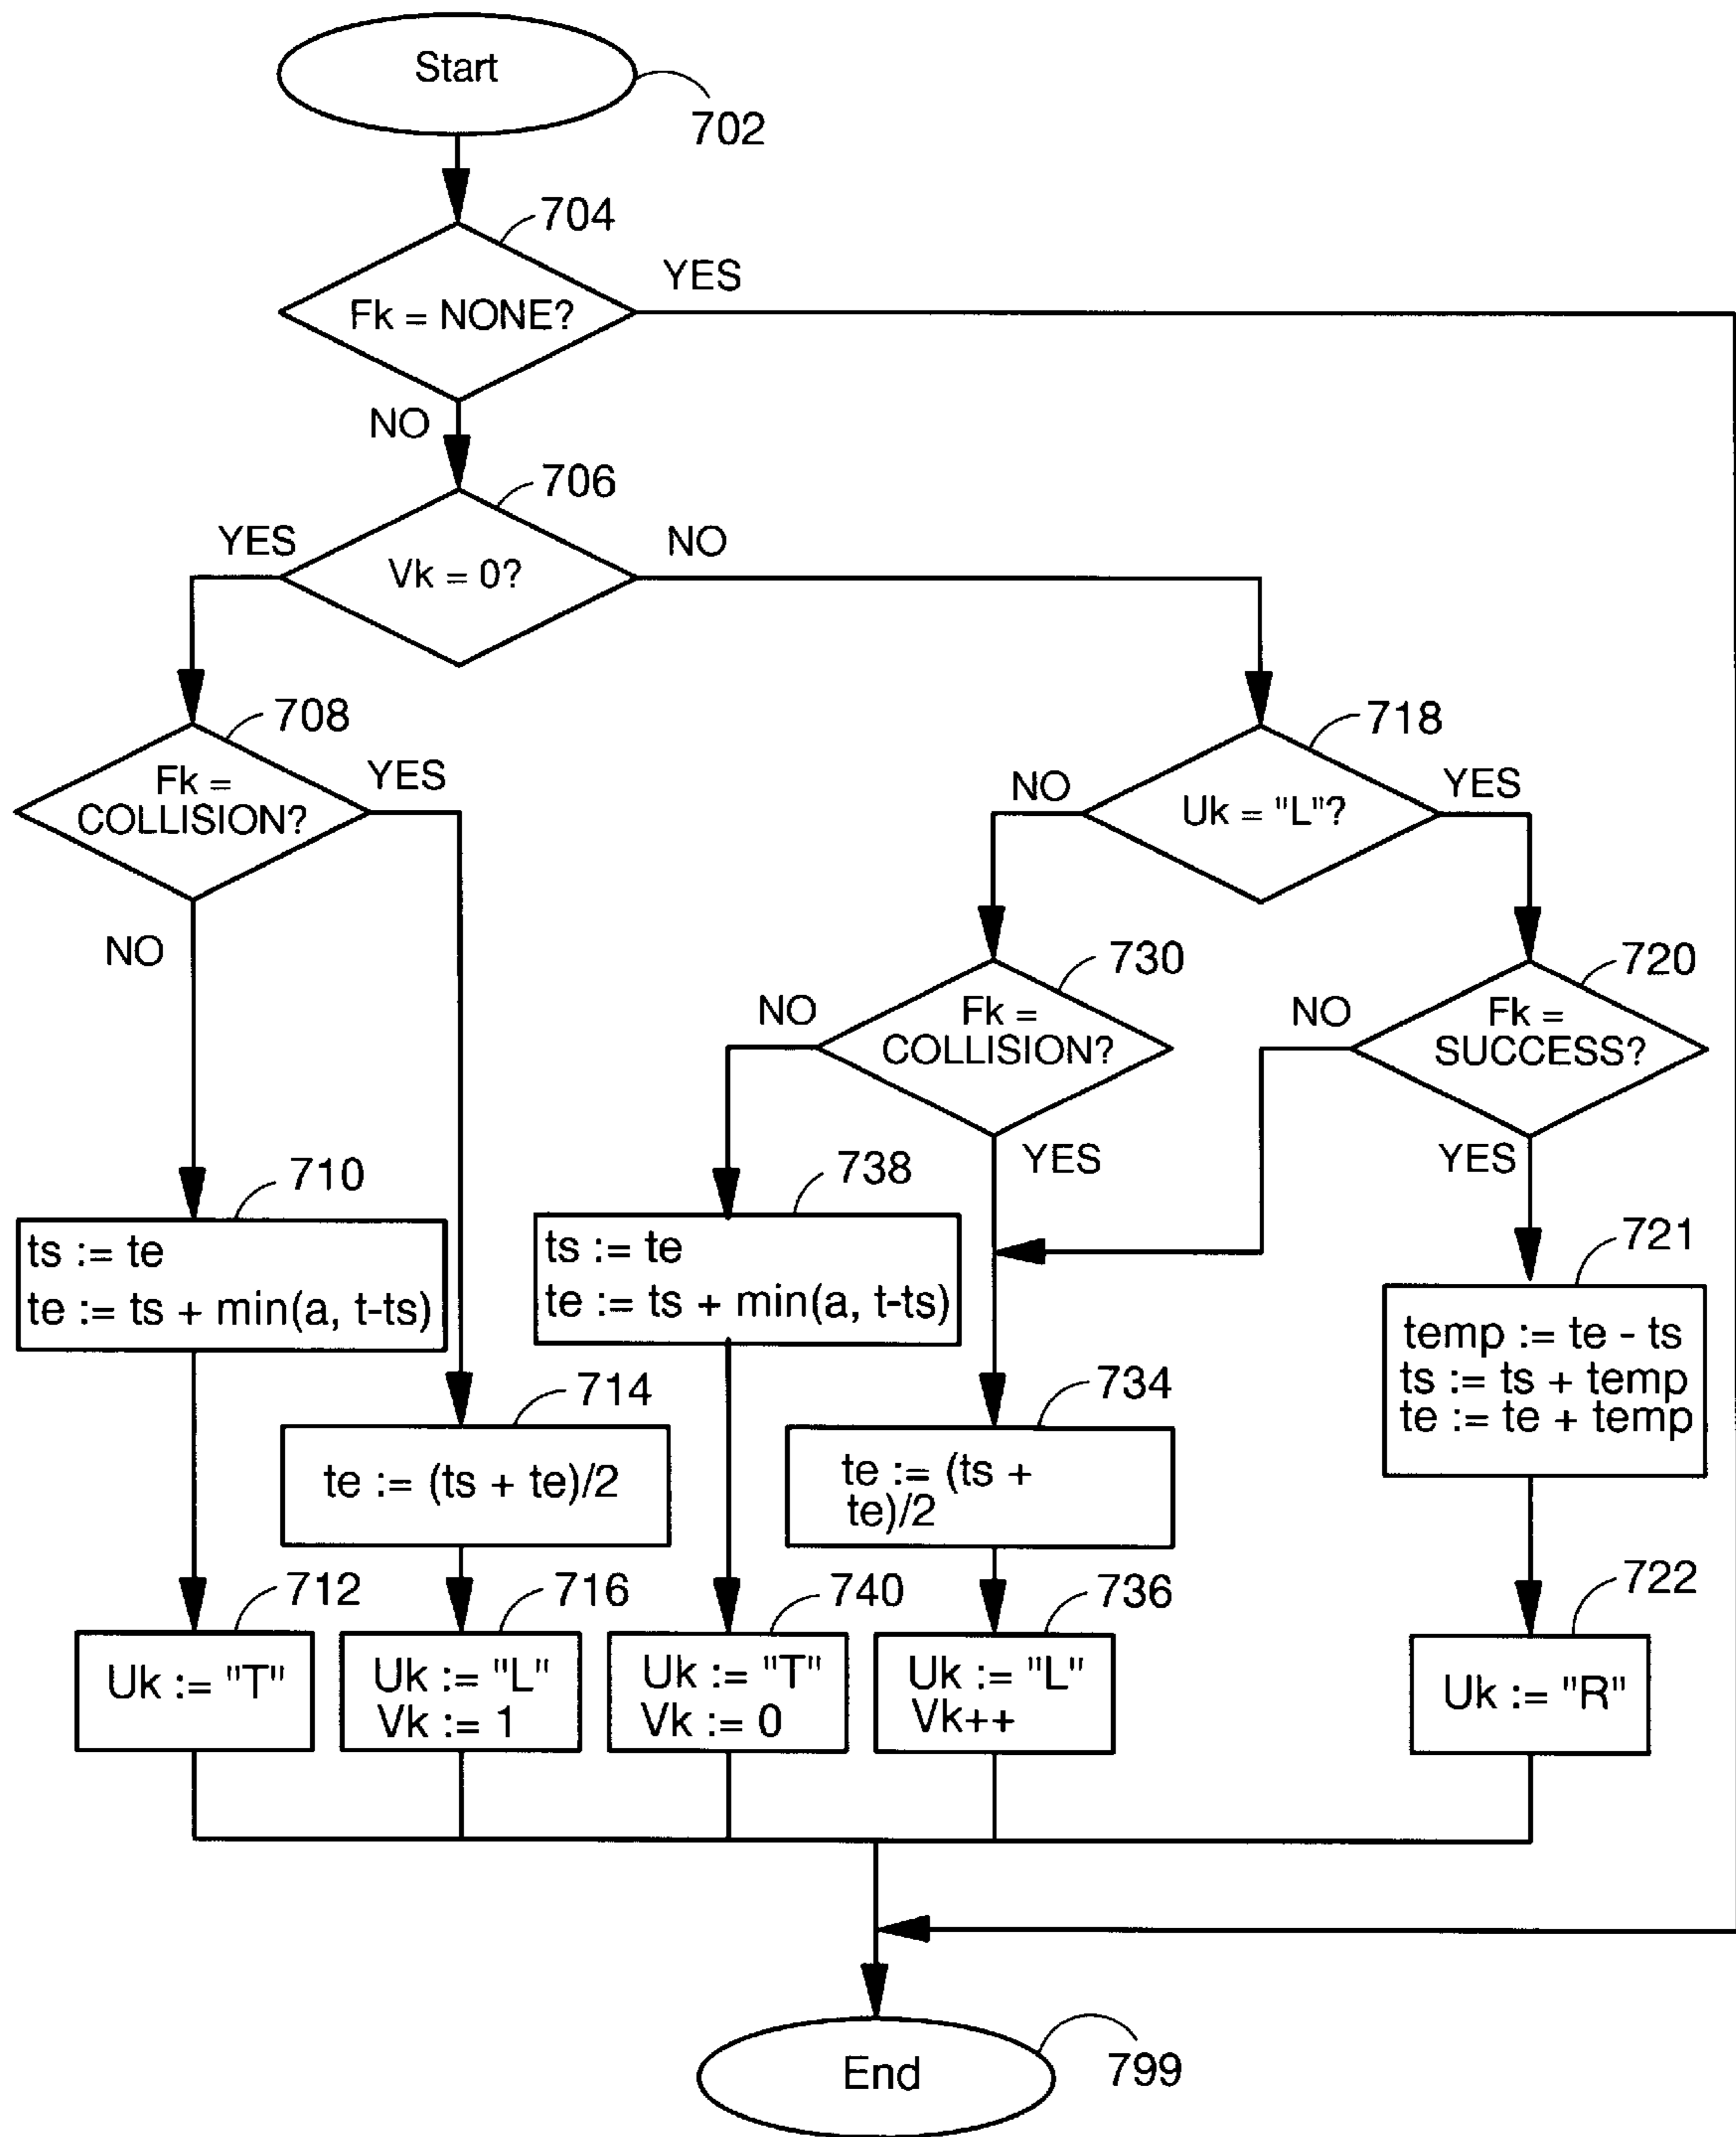 Start
702
704
Fk = NONE?
YES
NO
706
Vk = 0?
YES
NO
708
Fk =
COLLISION?
YES
NO
718
Uk = "L"?
NO
YES
730
Fk =
COLLISION?
NO
YES
720
Fk =
SUCCESS?
NO
YES
710
ts := te
te := ts + min(a, t-ts)
738
ts := te
te := ts + min(a, t-ts)
721
temp := te - ts
ts := ts + temp
te := te + temp
714
te := (ts + te)/2
734
te := (ts +
te)/2
712
Uk := "T"
716
Uk := "L"
Vk := 1
740
Uk := "T"
Vk := 0
736
Uk := "L"
Vk++
722
Uk := "R"
End
799